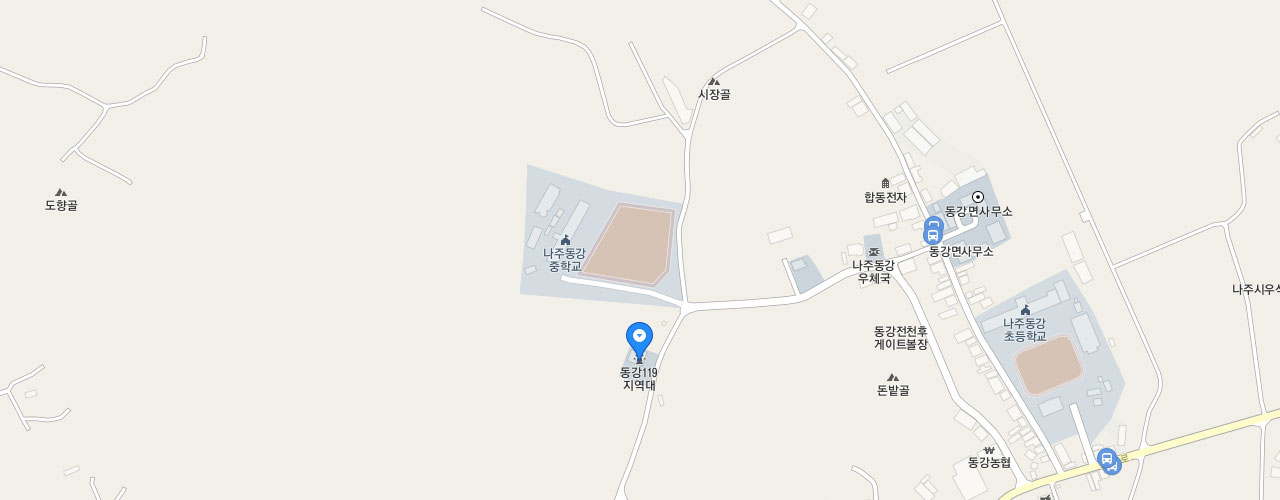 시장골
도향골
합동전자
동강면사무소
동강면사무소
나주동강
중학교
나주동강
우체국
나주시우
나주동강
초등학교
동강전천후
게이트볼장
동강119
지역대
돈밭골
동강농협
로